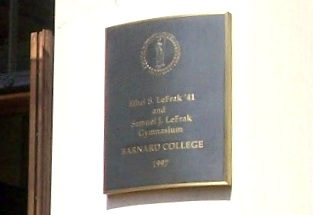 Ethel S. LeFrak '41
and
Samuel J. LeFrak
Gymnasium
BARNARD COLLEGE
1997